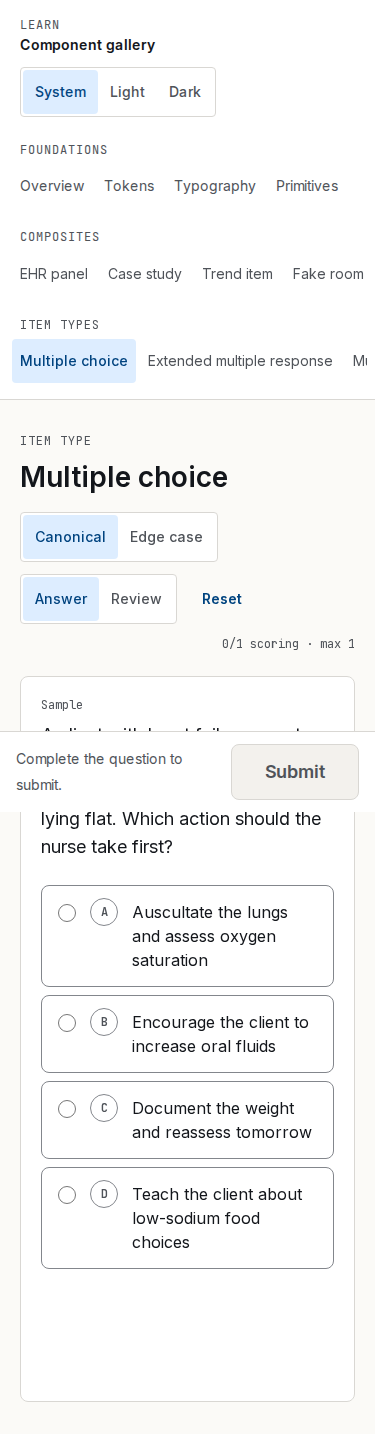 LEARN
Component gallery
System Light Dark
FOUNDATIONS
Overview Tokens Typography Primitives
COMPOSITES
EHR panel Case study Trend item Fake room
ITEM TYPES
Multiple choice Extended multiple response
ITEM TYPE
Multiple choice
Canonical Edge case
Answer Review Reset
0/1 scoring · max 1
Sample
Complete the question to
submit.
Submit
lying flat. Which action should the
nurse take first?
A Auscultate the lungs
and assess oxygen
saturation
B Encourage the client to
increase oral fluids
C Document the weight
and reassess tomorrow
D Teach the client about
low-sodium food
choices